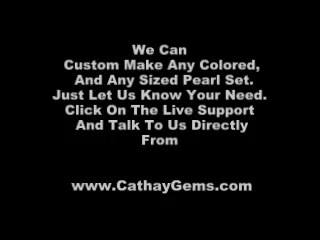 We Can
Custom Make Any Colored,
And Any Sized Pearl Set.
Just Let Us Know Your Need.
Click On The Live Support
And Talk To Us Directly
From
www.CathayGems.com